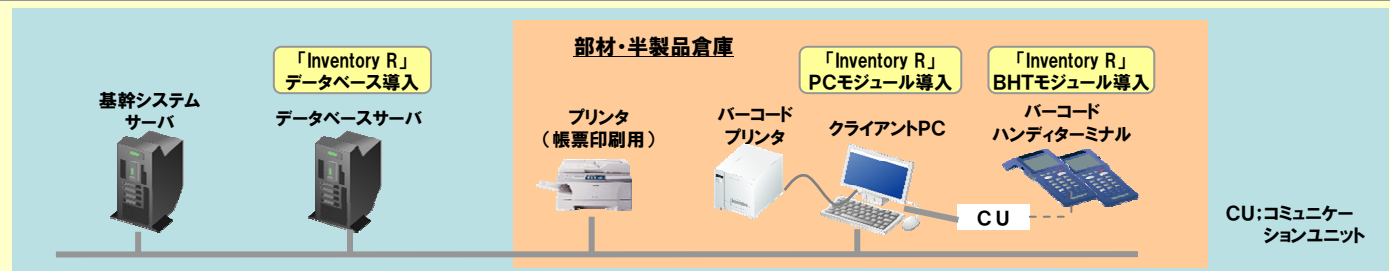 部材・半製品倉庫
「Inventory R」
データベース導入
「Inventory R」
PCモジュール導入
「Inventory R」
BHTモジュール導入
基幹システム
サーバ
データベースサーバ
プリンタ
（帳票印刷用）
バーコード
プリンタ
クライアントPC
バーコード
ハンディターミナル
CU
CU；コミュニケー
ションユニット